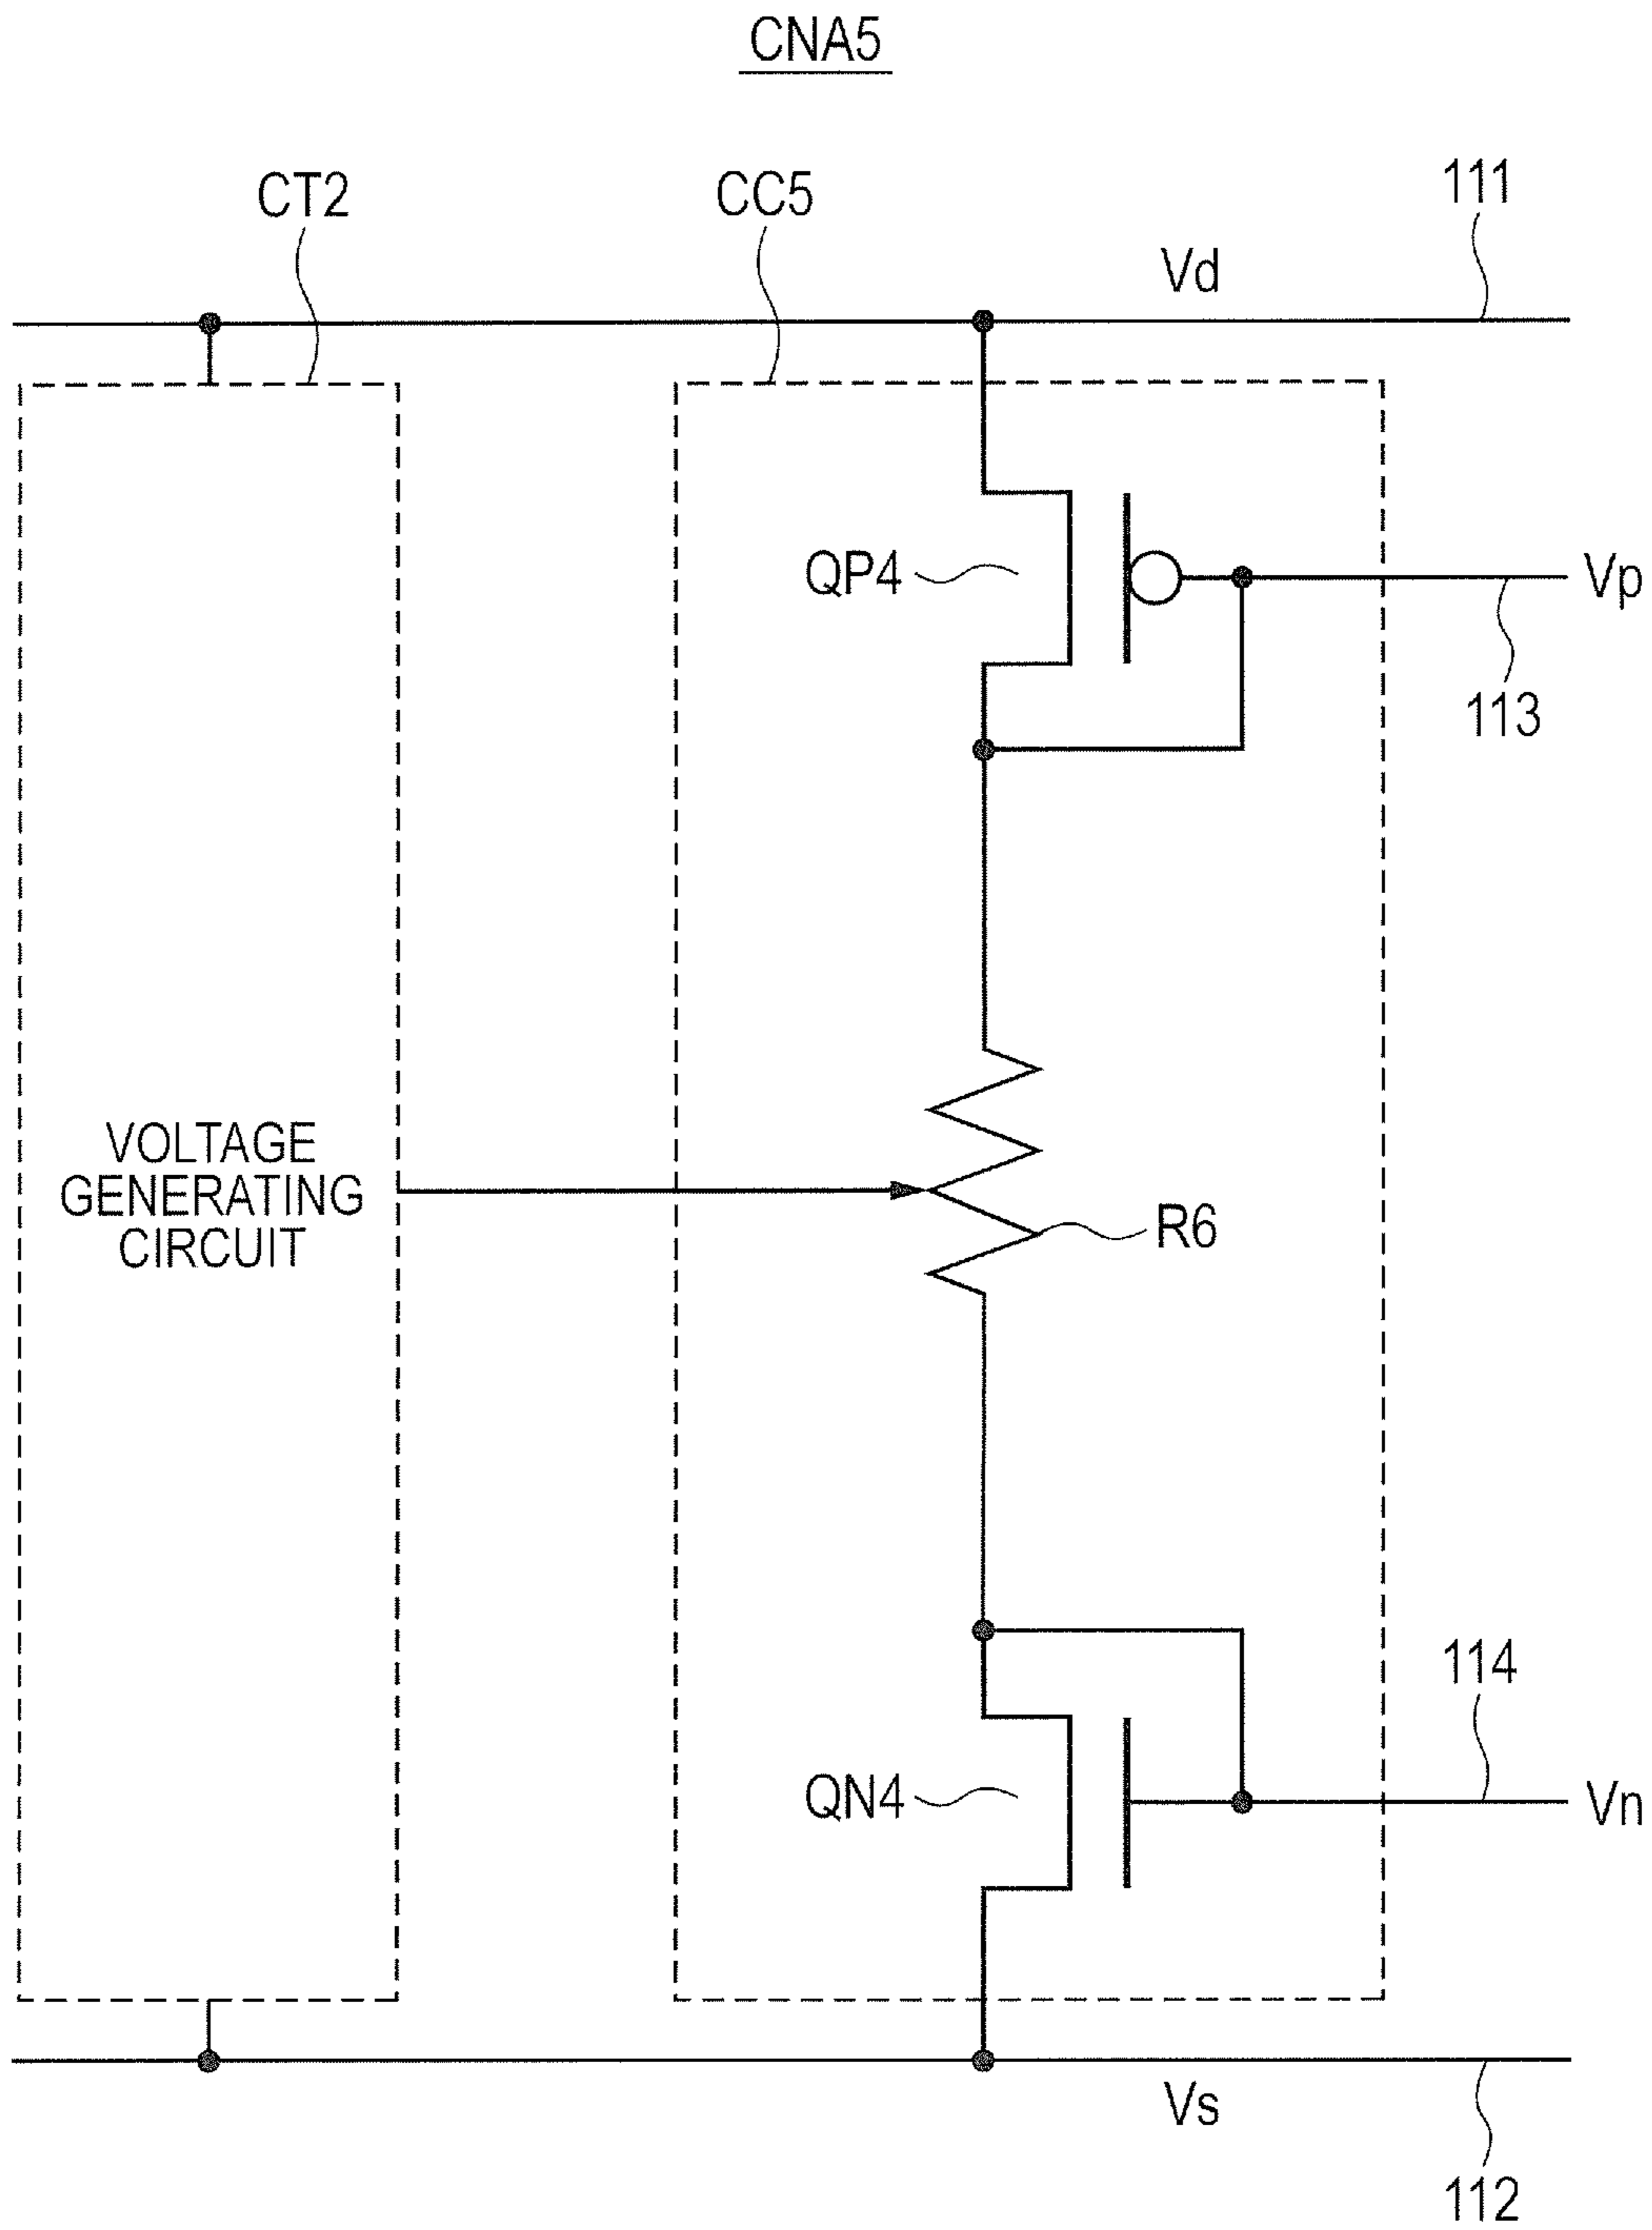 CNA5
CT2
CC5
111
Vd
QP4
Vp
113
VOLTAGE
GENERATING
CIRCUIT
R6
114
QN4
Vn
Vs
112